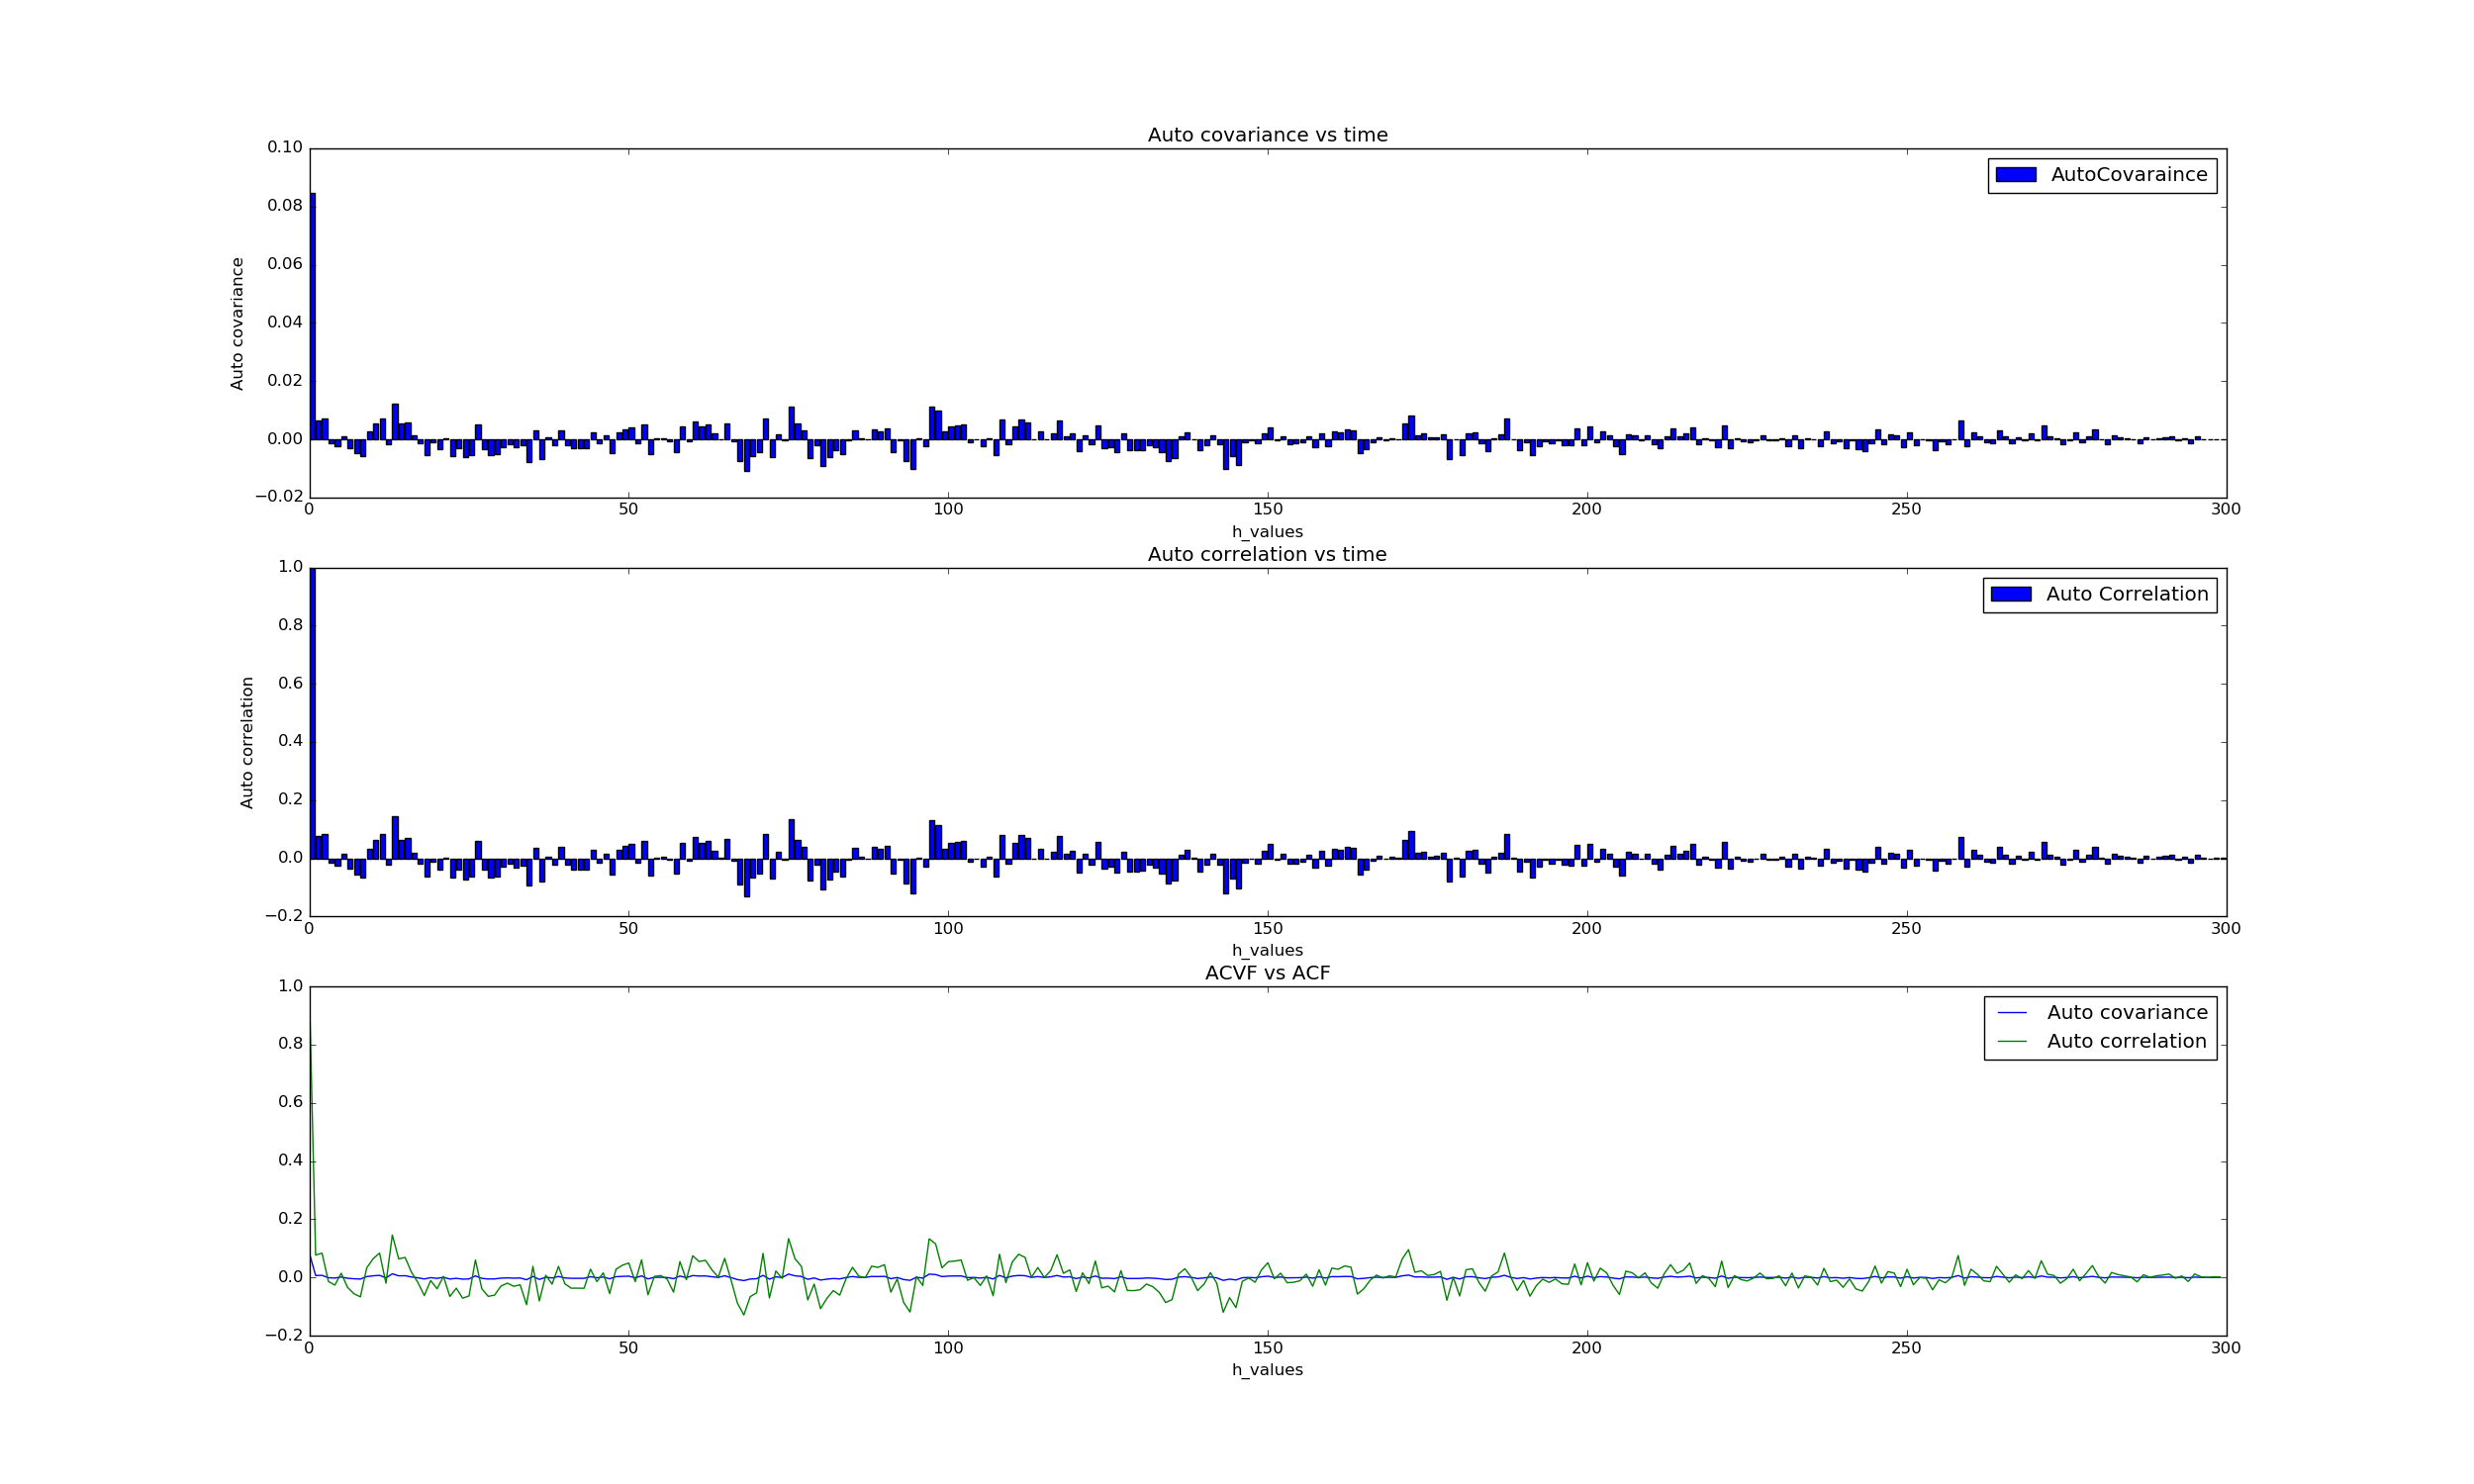 Auto covariance vs time
0.10
0.08
0.06
0.04
0.02
0.00
−0.02
Auto covariance
AutoCovaraince
0 50 100 150 200 250 300
h_values
Auto correlation vs time
1.0
0.8
0.6
0.4
0.2
0.0
−0.2
Auto correlation
Auto Correlation
0 50 100 150 200 250 300
h_values
ACVF vs ACF
1.0
0.8
0.6
0.4
0.2
0.0
−0.2
Auto covariance
Auto correlation
0 50 100 150 200 250 300
h_values